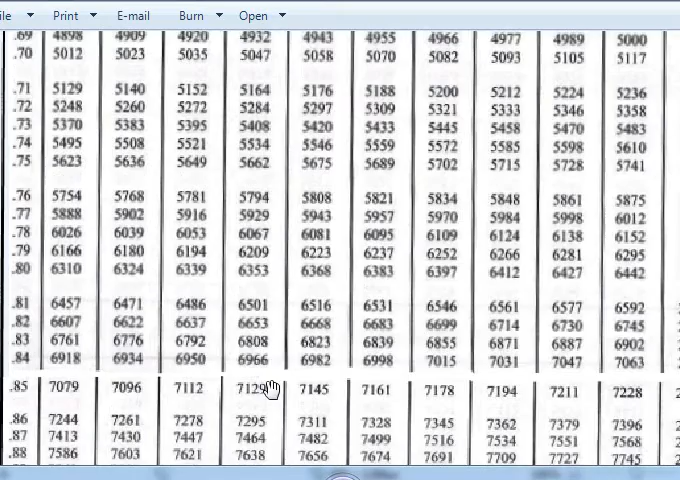 ile Print E-mail Burn Open
.69 4898 4909 4920 4932 4943 4955 4966 4977 4989 5000
.70 5012 5023 5035 5047 5058 5070 5082 5093 5105 5117
.71 5129 5140 5152 5164 5176 5188 5200 5212 5224 5236
.72 5248 5260 5272 5284 5297 5309 5321 5333 5346 5358
.73 5370 5383 5395 5408 5420 5433 5445 5458 5470 5483
.74 5495 5508 5521 5534 5546 5559 5572 5585 5598 5610
.75 5623 5636 5649 5662 5675 5689 5702 5715 5728 5741
.76 5754 5768 5781 5794 5808 5821 5834 5848 5861 5875
.77 5888 5902 5916 5929 5943 5957 5970 5984 5998 6012
.78 6026 6039 6053 6067 6081 6095 6109 6124 6138 6152
.79 6166 6180 6194 6209 6223 6237 6252 6266 6281 6295
.80 6310 6324 6339 6353 6368 6383 6397 6412 6427 6442
.81 6457 6471 6486 6501 6516 6531 6546 6561 6577 6592
.82 6607 6622 6637 6653 6668 6683 6699 6714 6730 6745
.83 6761 6776 6792 6808 6823 6839 6855 6871 6887 6902
.84 6918 6934 6950 6966 6982 6998 7015 7031 7047 7063
.85 7079 7096 7112 7129 7145 7161 7178 7194 7211 7228
.86 7244 7261 7278 7295 7311 7328 7345 7362 7379 7396
.87 7413 7430 7447 7464 7482 7499 7516 7534 7551 7568
.88 7586 7603 7621 7638 7656 7674 7691 7709 7727 7745